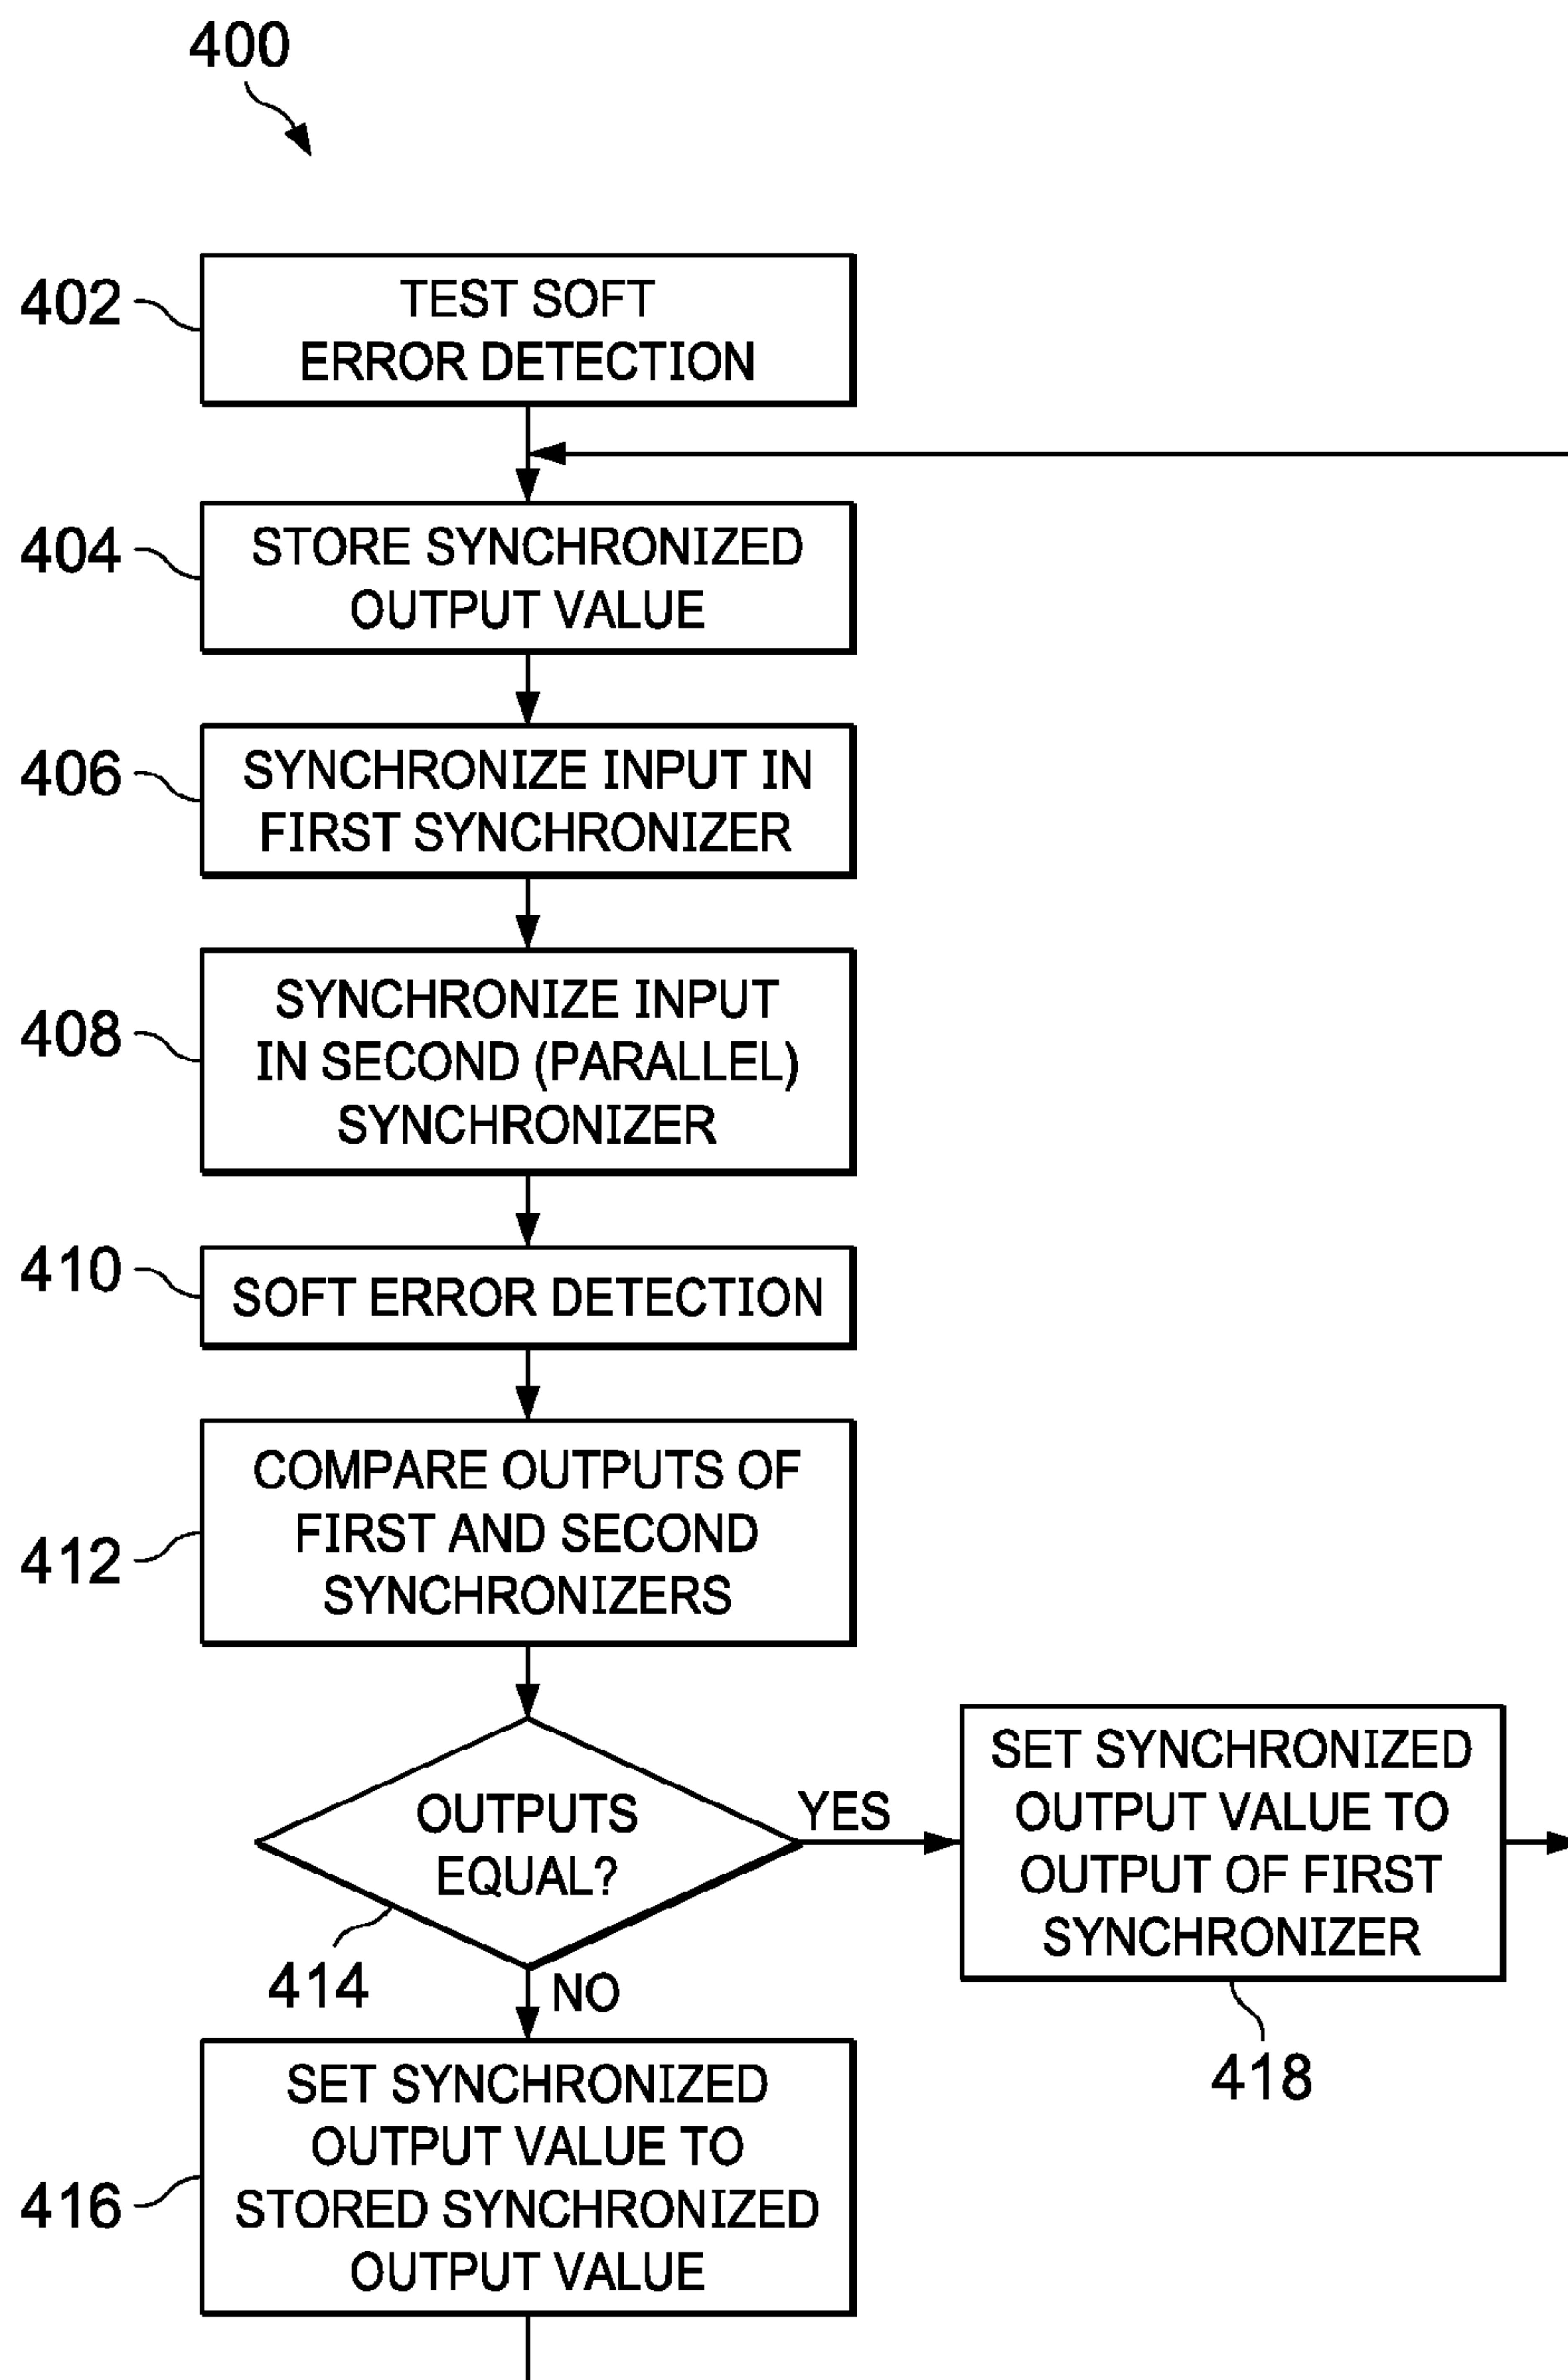 400
402
TEST SOFT
ERROR DETECTION
404
STORE SYNCHRONIZED
OUTPUT VALUE
406
SYNCHRONIZE INPUT IN
FIRST SYNCHRONIZER
408
SYNCHRONIZE INPUT
IN SECOND (PARALLEL)
SYNCHRONIZER
410
SOFT ERROR DETECTION
412
COMPARE OUTPUTS OF
FIRST AND SECOND
SYNCHRONIZERS
OUTPUTS
EQUAL?
414
YES
SET SYNCHRONIZED
OUTPUT VALUE TO
OUTPUT OF FIRST
SYNCHRONIZER
418
NO
416
SET SYNCHRONIZED
OUTPUT VALUE TO
STORED SYNCHRONIZED
OUTPUT VALUE